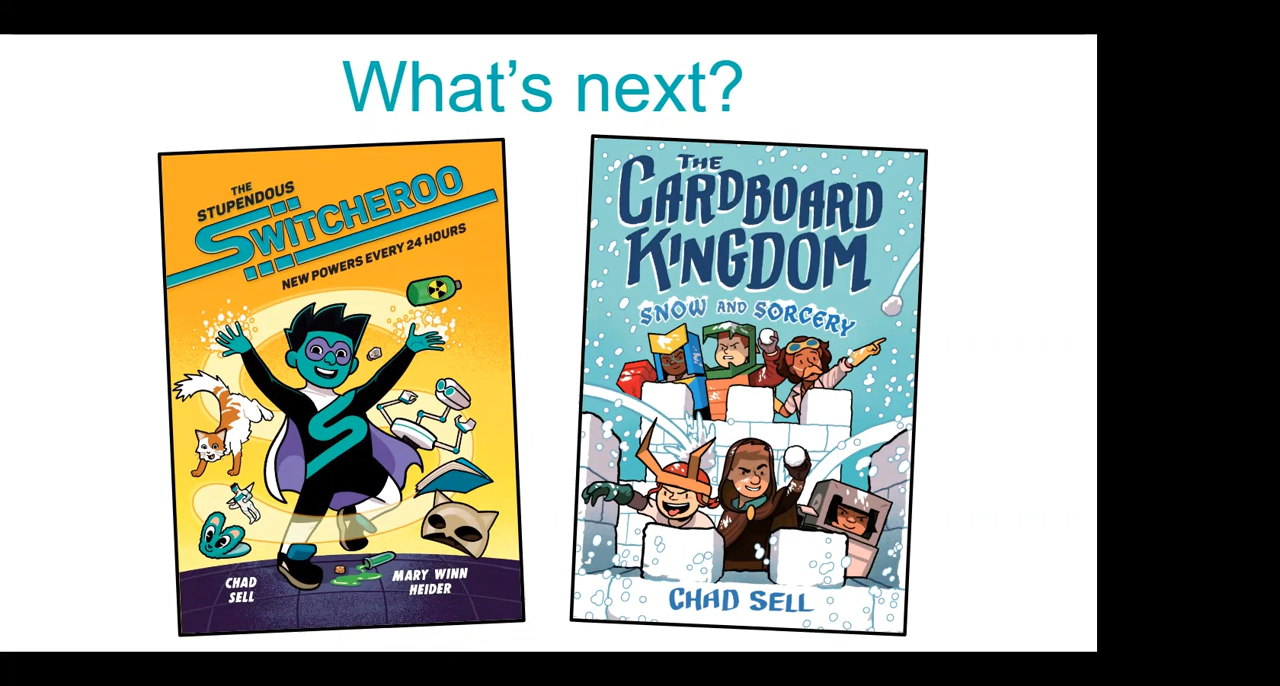 What's next?
THE
STUPENDOUS
SWITCHEROO
NEW POWERS EVERY 24 HOURS
S
CHAD
SELL
MARY WINN
HEIDER
THE
CARDBOARD
KINGDOM
SNOW AND SORCERY
CHAD SELL